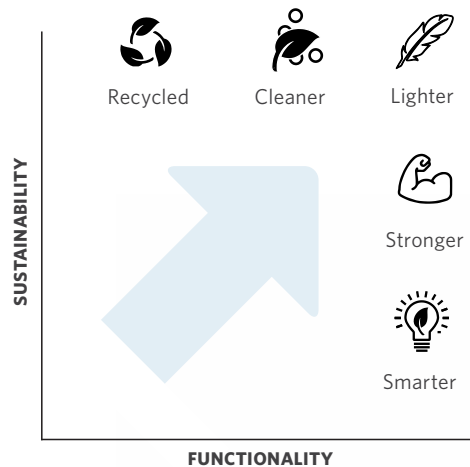 Recycled
Cleaner
Lighter
SUSTAINABILITY
Stronger
Smarter
FUNCTIONALITY